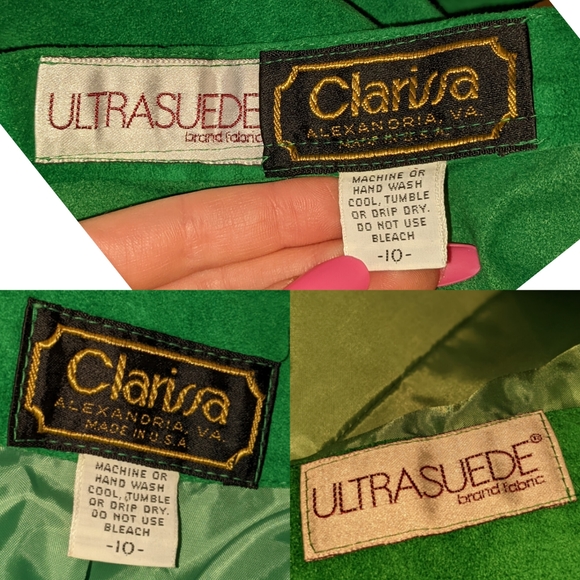 ULTRASUEDE
brand fabric
Clarissa
ALEXANDRIA, VA.
MADE IN U.S.A.
MACHINE OR
HAND WASH
COOL, TUMBLE
OR DRIP DRY.
DO NOT USE
BLEACH
-10-
Clarissa
ALEXANDRIA, VA.
MADE IN U.S.A
MACHINE OR
HAND WASH
COOL, TUMBLE
OR DRIP DRY.
DO NOT USE
BLEACH
-10-
ULTRASUEDE®
brand fabric